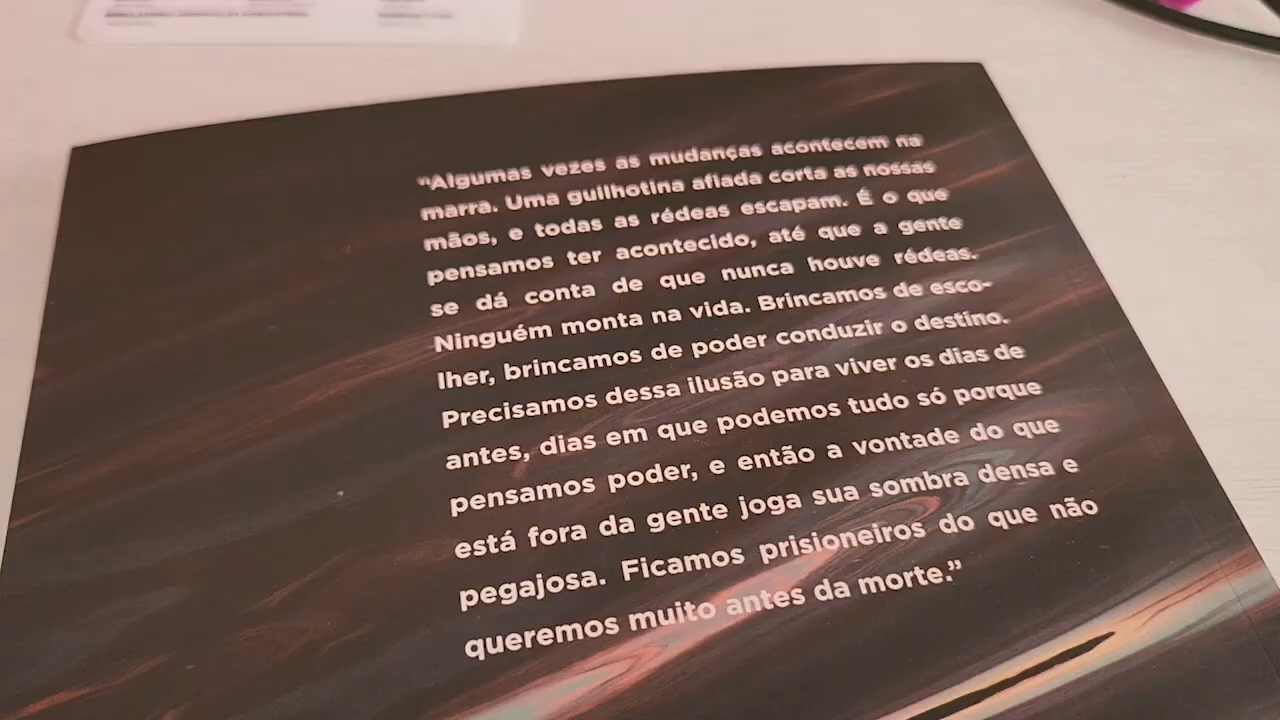 “Algumas vezes as mudanças acontecem na
marra. Uma guilhotina afiada corta as nossas
mãos, e todas as rédeas escapam. É o que
pensamos ter acontecido, até que a gente
se dá conta de que nunca houve rédeas.
Ninguém monta na vida. Brincamos de esco-
lher, brincamos de poder conduzir o destino.
Precisamos dessa ilusão para viver os dias de
antes, dias em que podemos tudo só porque
pensamos poder, e então a vontade do que
está fora da gente joga sua sombra densa e
pegajosa. Ficamos prisioneiros do que não
queremos muito antes da morte.”